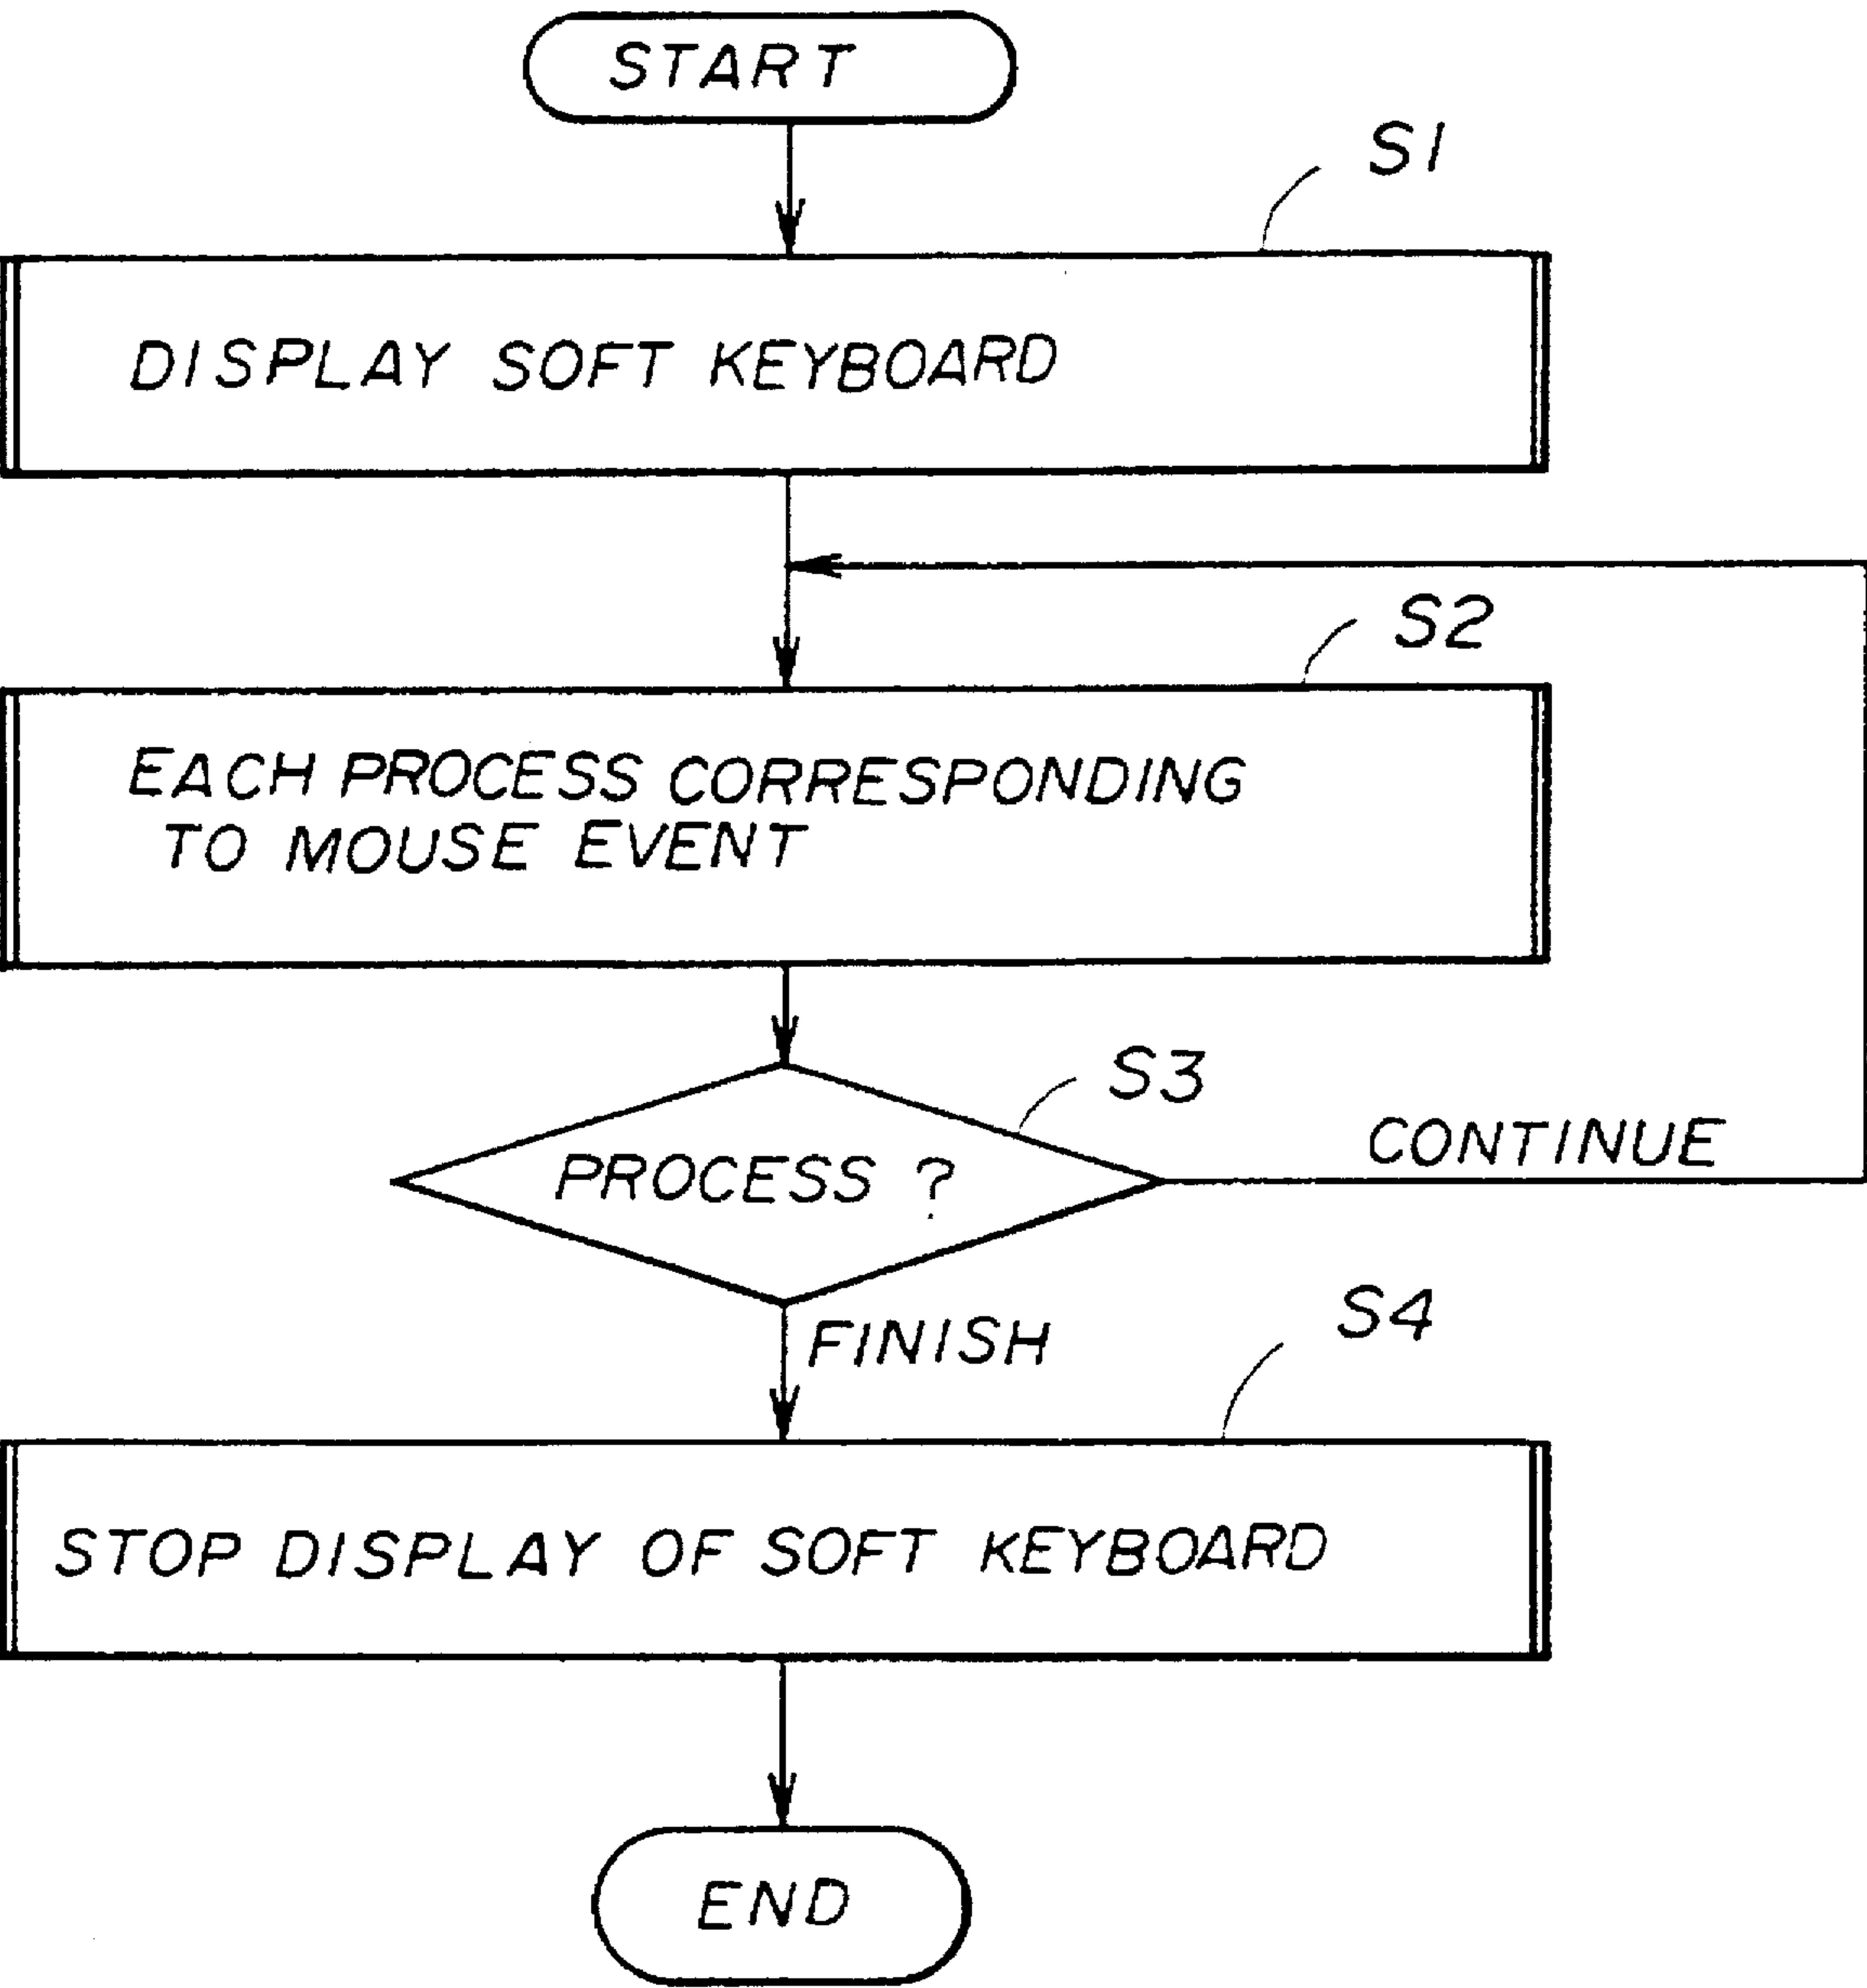 START
S1
DISPLAY SOFT KEYBOARD
S2
EACH PROCESS CORRESPONDING
TO MOUSE EVENT
S3
CONTINUE
PROCESS ?
S4
FINISH
STOP DISPLAY OF SOFT KEYBOARD
END